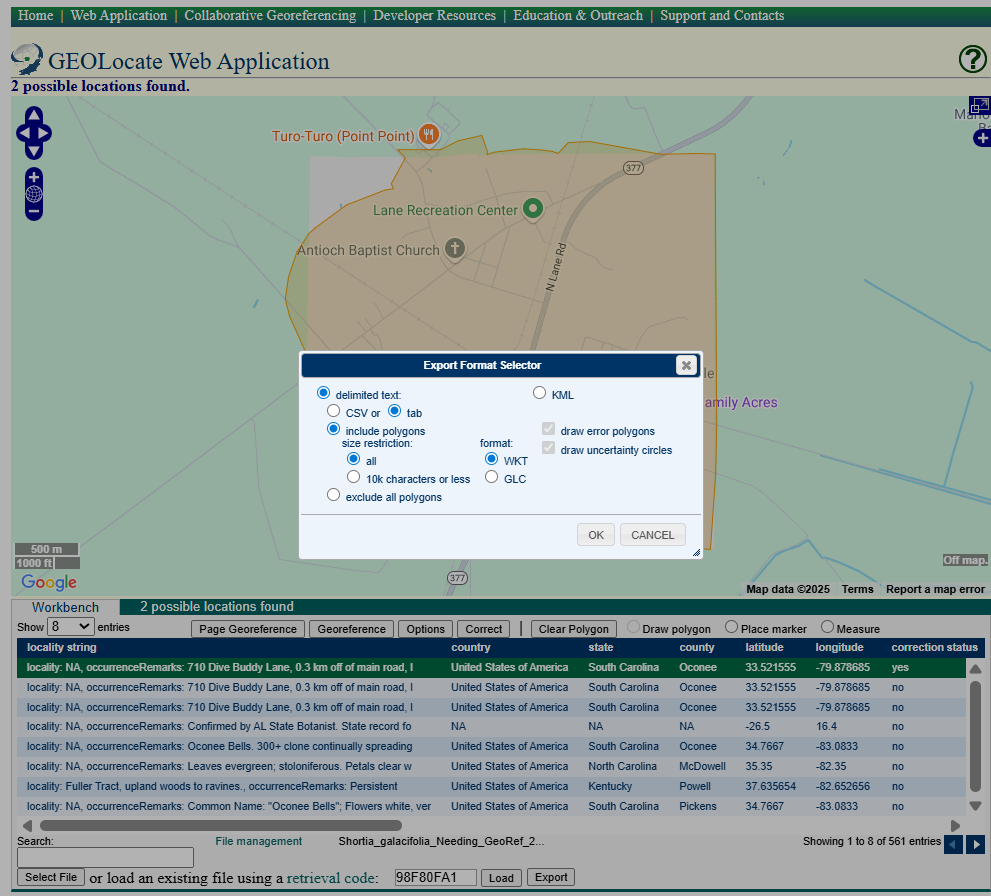 Home | Web Application | Collaborative Georeferencing | Developer Resources | Education & Outreach | Support and Contacts
GEOLocate Web Application
?
2 possible locations found.
Turo-Turo (Point Point)
377
Lane Recreation Center
Antioch Baptist Church
N Lane Rd
amily Acres
Export Format Selector
delimited text:
KML
CSV or tab
include polygons
draw error polygons
size restriction:
format:
draw uncertainty circles
all
WKT
10k characters or less
GLC
exclude all polygons
OK
CANCEL
500 m
1000 ft
Off map.
Google
377
Map data ©2025 Terms Report a map error
Workbench
2 possible locations found
Show 8 entries
Page Georeference Georeference Options Correct | Clear Polygon Draw polygon Place marker Measure
locality string country state county latitude longitude correction status
locality: NA, occurrenceRemarks: 710 Dive Buddy Lane, 0.3 km off of main road, I United States of America South Carolina Oconee 33.521555 -79.878685 yes
locality: NA, occurrenceRemarks: 710 Dive Buddy Lane, 0.3 km off of main road, I United States of America South Carolina Oconee 33.521555 -79.878685 no
locality: NA, occurrenceRemarks: 710 Dive Buddy Lane, 0.3 km off of main road, I United States of America South Carolina Oconee 33.521555 -79.878685 no
locality: NA, occurrenceRemarks: Confirmed by AL State Botanist. State record fo NA NA NA -26.5 16.4 no
locality: NA, occurrenceRemarks: Oconee Bells. 300+ clone continually spreading United States of America South Carolina Oconee 34.7667 -83.0833 no
locality: NA, occurrenceRemarks: Leaves evergreen; stoloniferous. Petals clear w United States of America North Carolina McDowell 35.35 -82.35 no
locality: Fuller Tract, upland woods to ravines., occurrenceRemarks: Persistent United States of America Kentucky Powell 37.635654 -82.652656 no
locality: NA, occurrenceRemarks: Common Name: "Oconee Bells"; Flowers white, ver United States of America South Carolina Pickens 34.7667 -83.0833 no
Search:
File management
Shortia_galacifolia_Needing_GeoRef_2...
Showing 1 to 8 of 561 entries
Select File or load an existing file using a retrieval code: 98F80FA1 Load Export